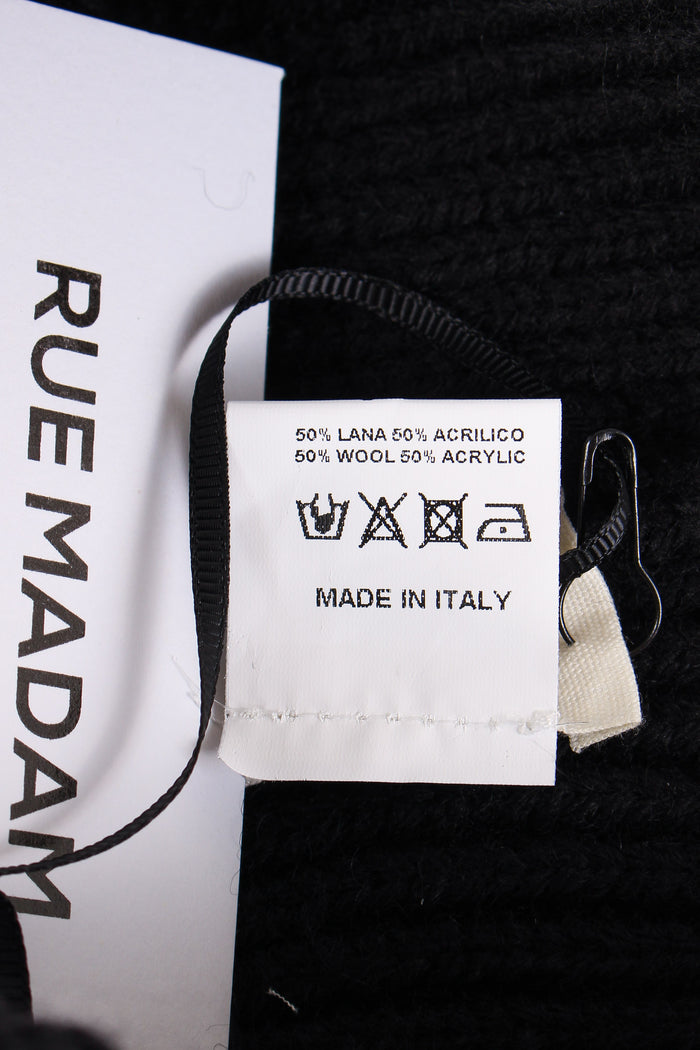 RUE MADAM
50% LANA 50% ACRILICO
50% WOOL 50% ACRYLIC
MADE IN ITALY